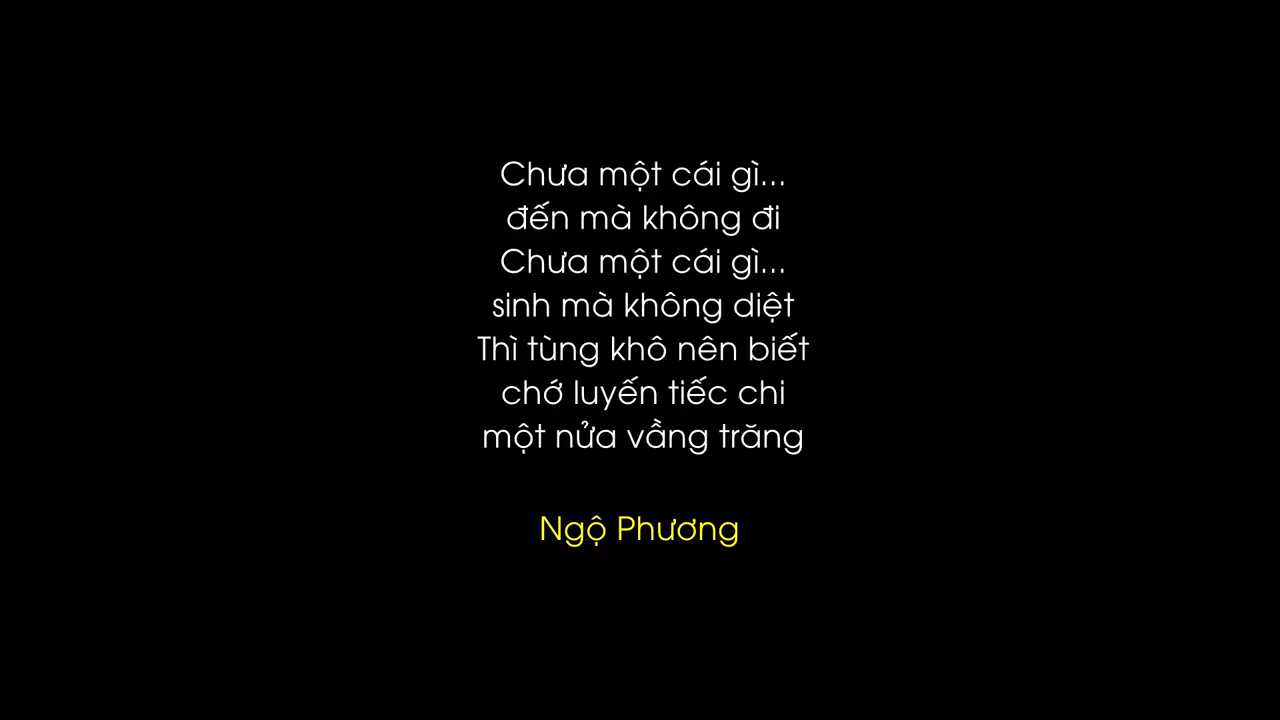 Chưa một cái gì...
đến mà không đi
Chưa một cái gì...
sinh mà không diệt
Thì tùng khô nên biết
chớ luyến tiếc chi
một nửa vầng trăng
Ngộ Phương